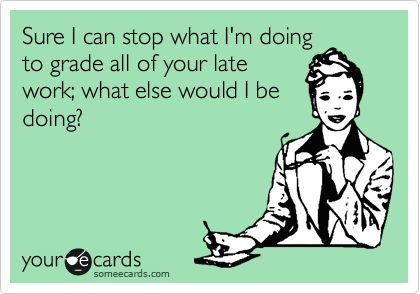 Sure I can stop what I'm doing
to grade all of your late
work; what else would I be
doing?
your e cards
someecards.com